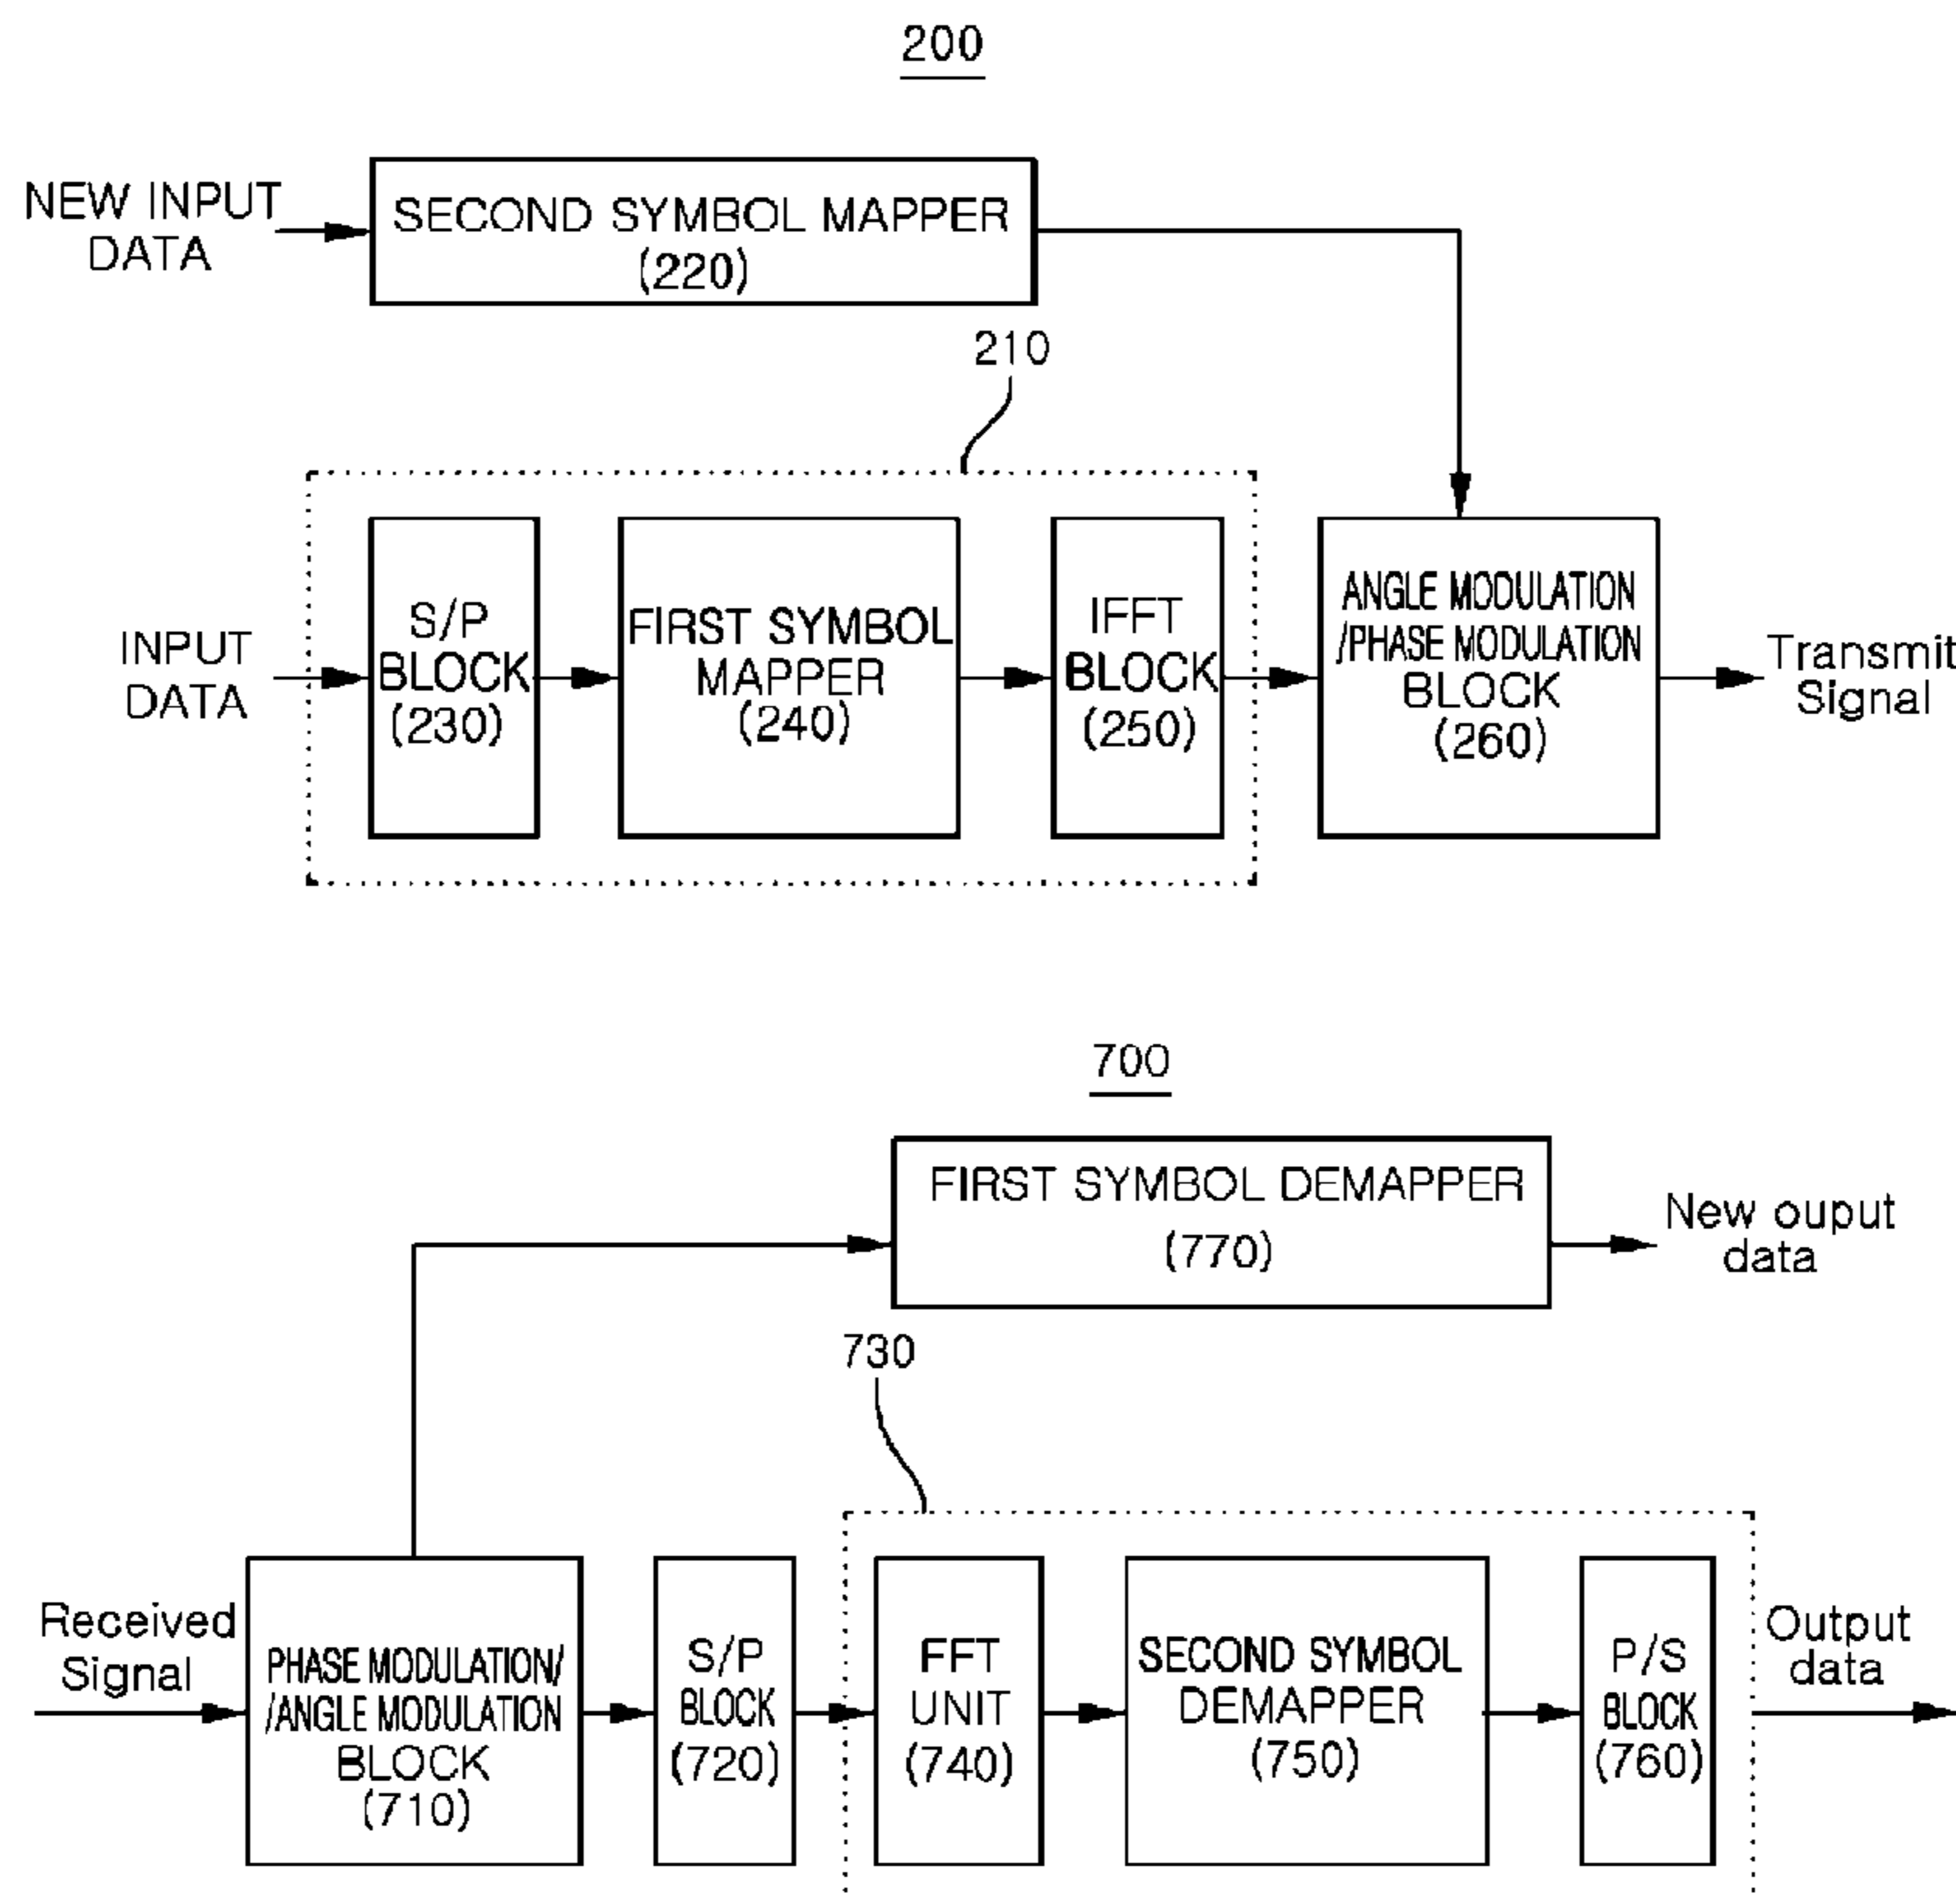 200
NEW INPUT
DATA
SECOND SYMBOL MAPPER
(220)
210
INPUT
DATA
S/P
BLOCK
(230)
FIRST SYMBOL
MAPPER
(240)
IFFT
BLOCK
(250)
ANGLE MODULATION
/PHASE MODULATION
BLOCK
(260)
Transmit
Signal
700
FIRST SYMBOL DEMAPPER
(770)
New ouput
data
730
Received
Signal
PHASE MODULATION/
/ANGLE MODULATION
BLOCK
(710)
S/P
BLOCK
(720)
FFT
UNIT
(740)
SECOND SYMBOL
DEMAPPER
(750)
P/S
BLOCK
(760)
Output
data